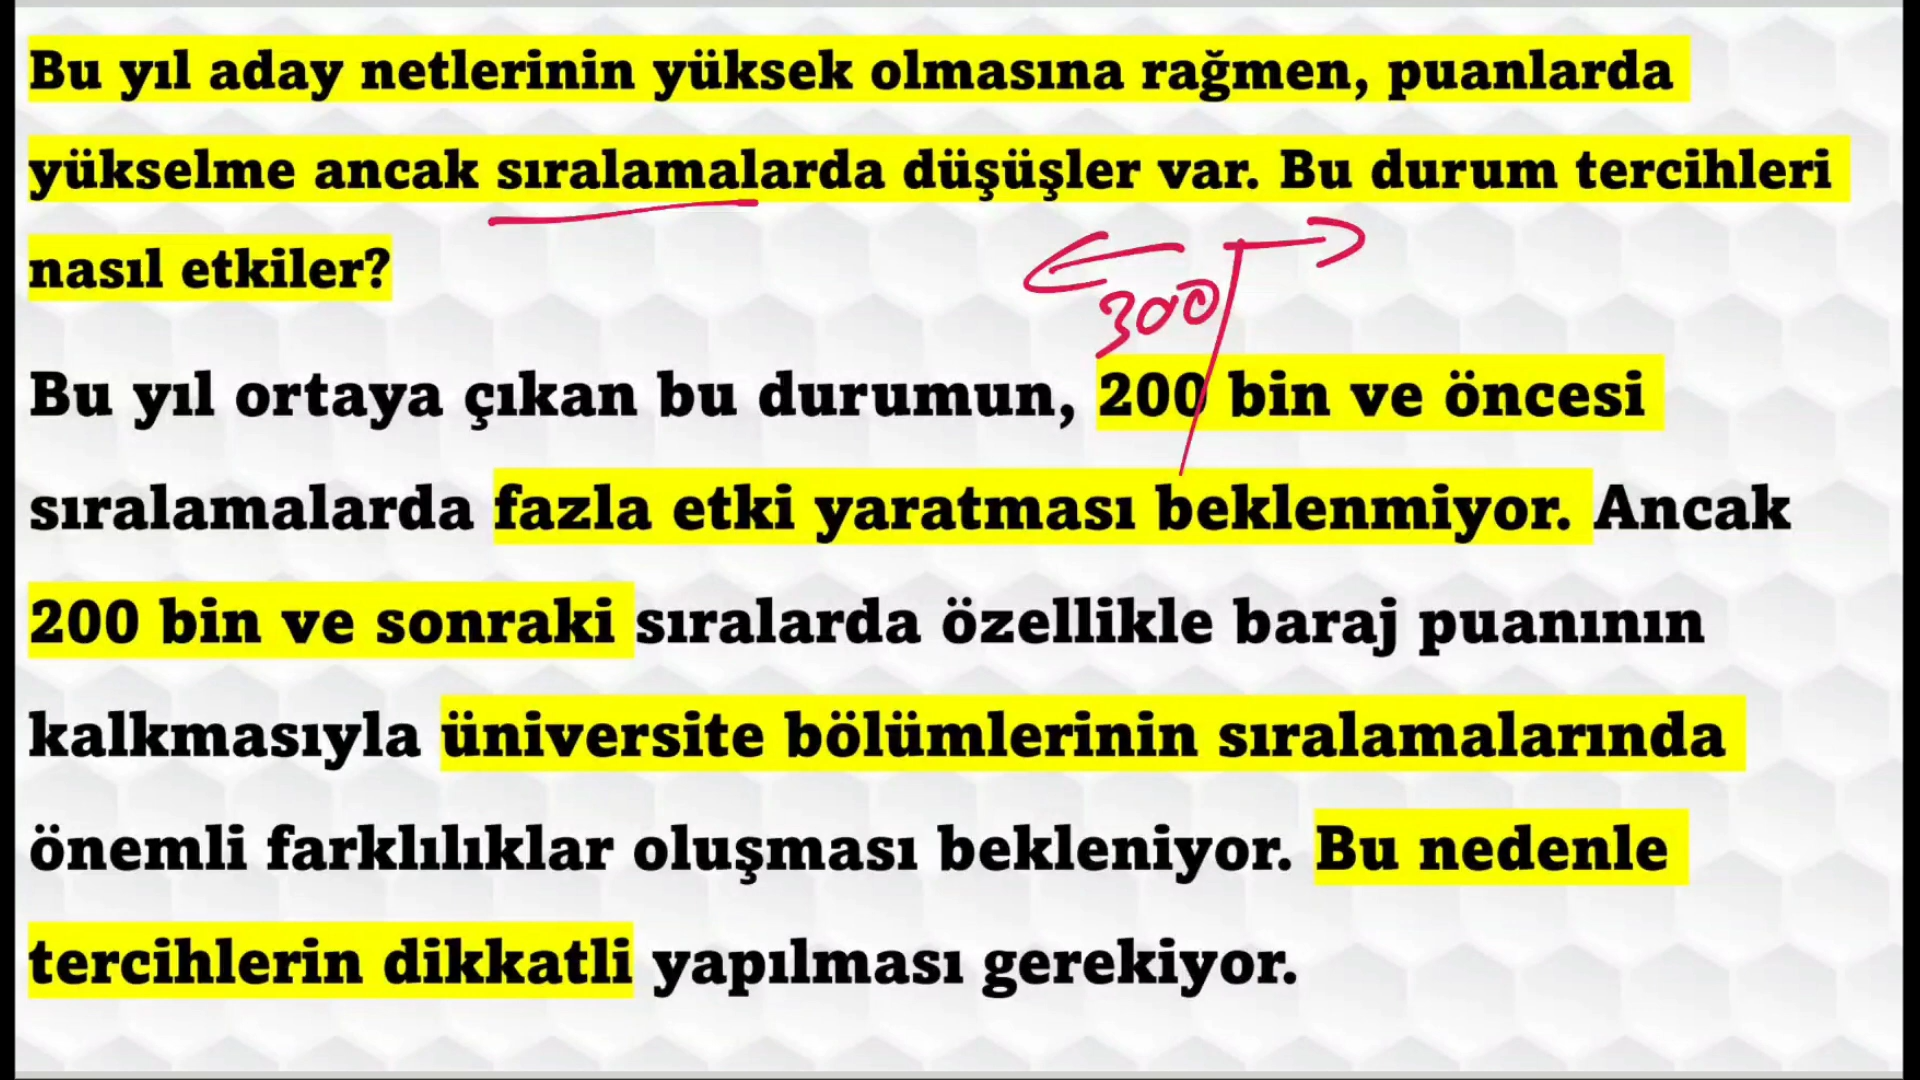 Bu yıl aday netlerinin yüksek olmasına rağmen, puanlarda
yükselme ancak sıralamalarda düşüşler var. Bu durum tercihleri
nasıl etkiler?
300
Bu yıl ortaya çıkan bu durumun, 200 bin ve öncesi
sıralamalarda fazla etki yaratması beklenmiyor. Ancak
200 bin ve sonraki sıralarda özellikle baraj puanının
kalkmasıyla üniversite bölümlerinin sıralamalarında
önemli farklılıklar oluşması bekleniyor. Bu nedenle
tercihlerin dikkatli yapılması gerekiyor.